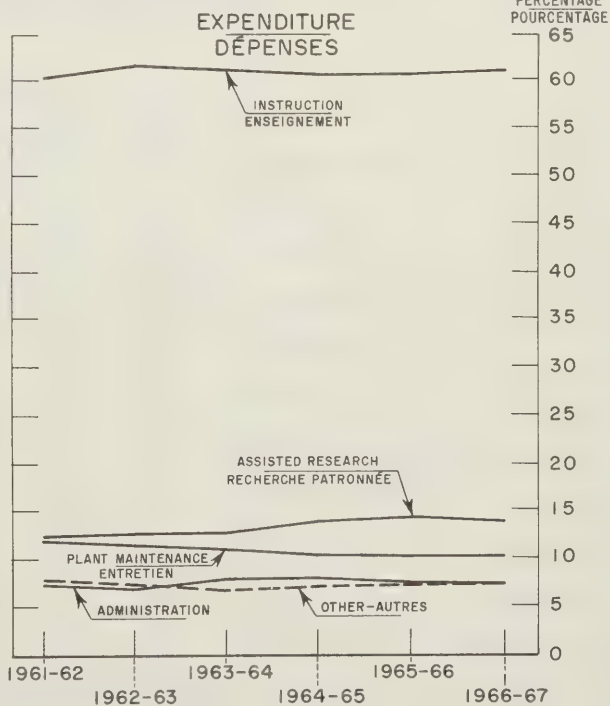 PERCENTAGE
POURCENTAGE
EXPENDITURE
DÉPENSES
65
60
55
50
45
40
35
30
25
20
15
10
5
0
INSTRUCTION
ENSEIGNEMENT
ASSISTED RESEARCH
RECHERCHE PATRONNÉE
PLANT MAINTENANCE
ENTRETIEN
ADMINISTRATION
OTHER-AUTRES
1961-62
1962-63
1963-64
1964-65
1965-66
1966-67